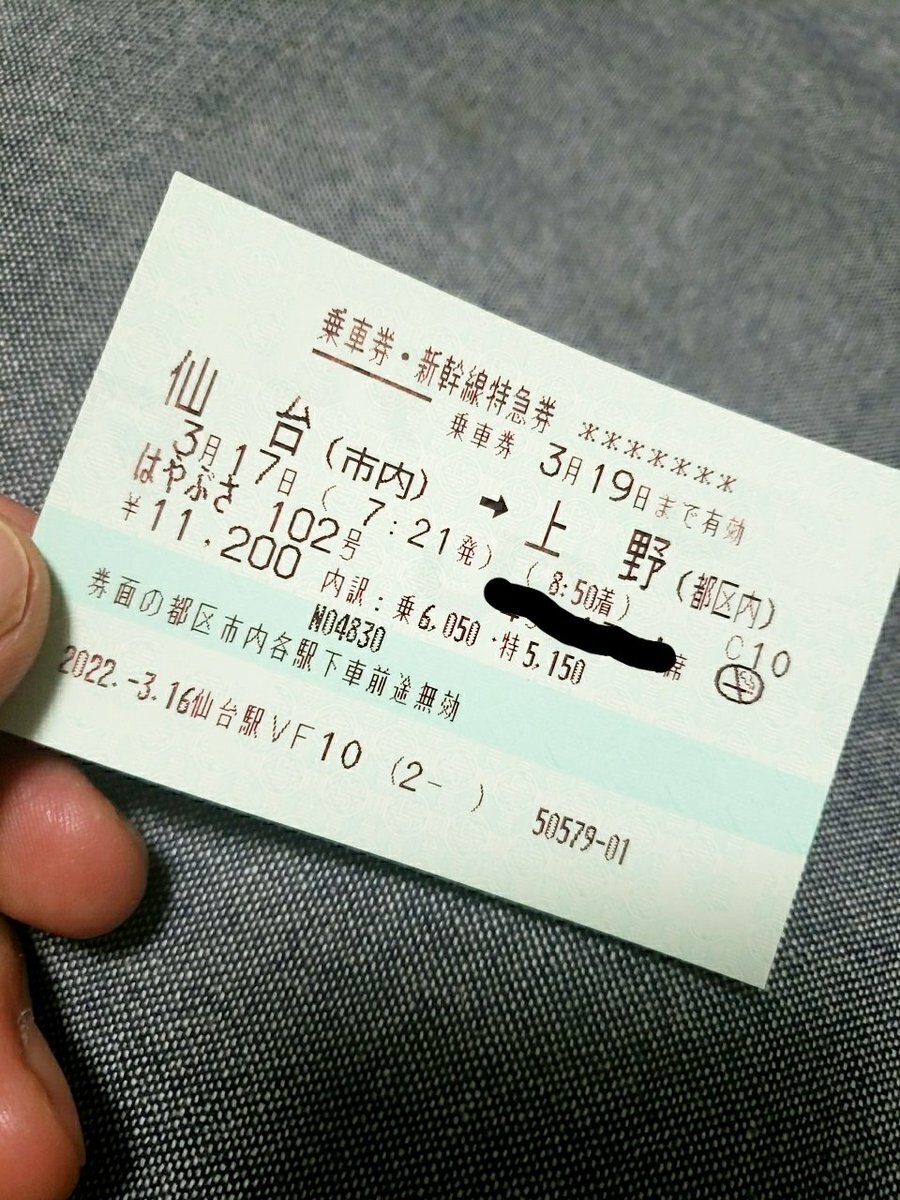 乗車券・新幹線特急券 *******
乗車券 3月19日まで有効
仙台(市内) → 上野(都区内)
3月17日( 7:21発) ( 8:50着) C10
はやぶさ 102号 席
¥11,200 内訳:乗6,050・特5,150
N04830
券面の都区市内各駅下車前途無効
2022.-3.16仙台駅VF10 (2- ) 50579-01